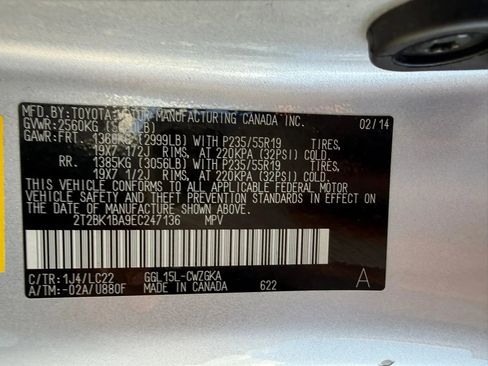 MFD.BY:TOYOTA MOTOR MANUFACTURING CANADA INC. 02/14
GVWR:2560KG
GAWR:FRT. (2999LB) WITH P235/55R19 TIRES,
19X7 1/2J RIMS, AT 220KPA (32PSI) COLD.
RR. 1385KG (3056LB) WITH P235/55R19 TIRES,
19X7 1/2J RIMS, AT 220KPA (32PSI) COLD.
THIS VEHICLE CONFORMS TO ALL APPLICABLE FEDERAL MOTOR
VEHICLE SAFETY AND THEFT PREVENTION STANDARDS IN EFFECT ON
THE DATE OF MANUFACTURE SHOWN ABOVE.
2T2BK1BA9EC247136 MPV
C/TR:1J4/LC22 GGL15L-CWZGKA
A/TM:-02A/U880F MADE IN CANADA 622 A